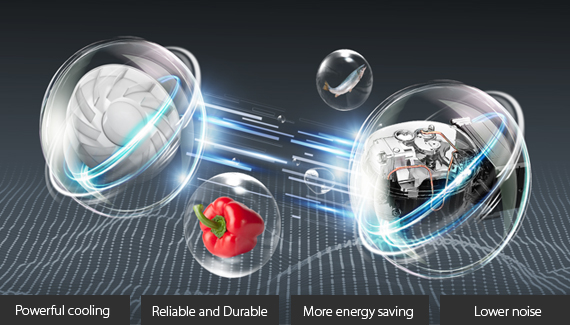 Powerful cooling
Reliable and Durable
More energy saving
Lower noise